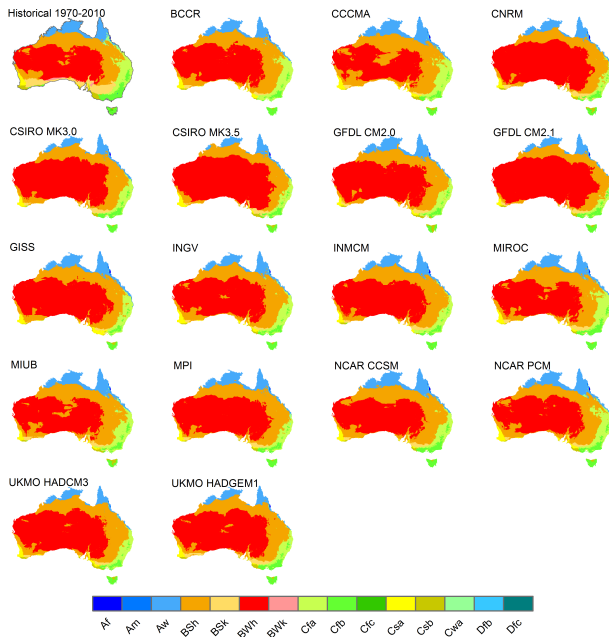 Historical 1970-2010 BCCR CCCMA CNRM
CSIRO MK3,0 CSIRO MK3,5 GFDL CM2.0 GFDL CM2.1
GISS INGV INMCM MIROC
MIUB MPI NCAR CCSM NCAR PCM
UKMO HADCM3 UKMO HADGEM1
Af Am Aw BSh BSk BWh BWk Cfa Cfb Cfc Csa Csb Cwa Dfb Dfc